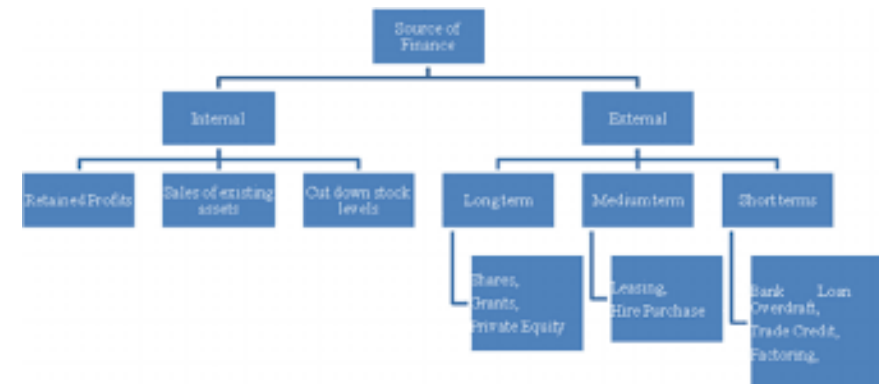 Source of
Finance
Internal
External
Retained Profits
Sales of existing
assets
Cut down stock
levels
Long term
Medium term
Short terms
Shares,
Grants,
Private Equity
Leasing,
Hire Purchase
Bank Loan
Overdraft,
Trade Credit,
Factoring,